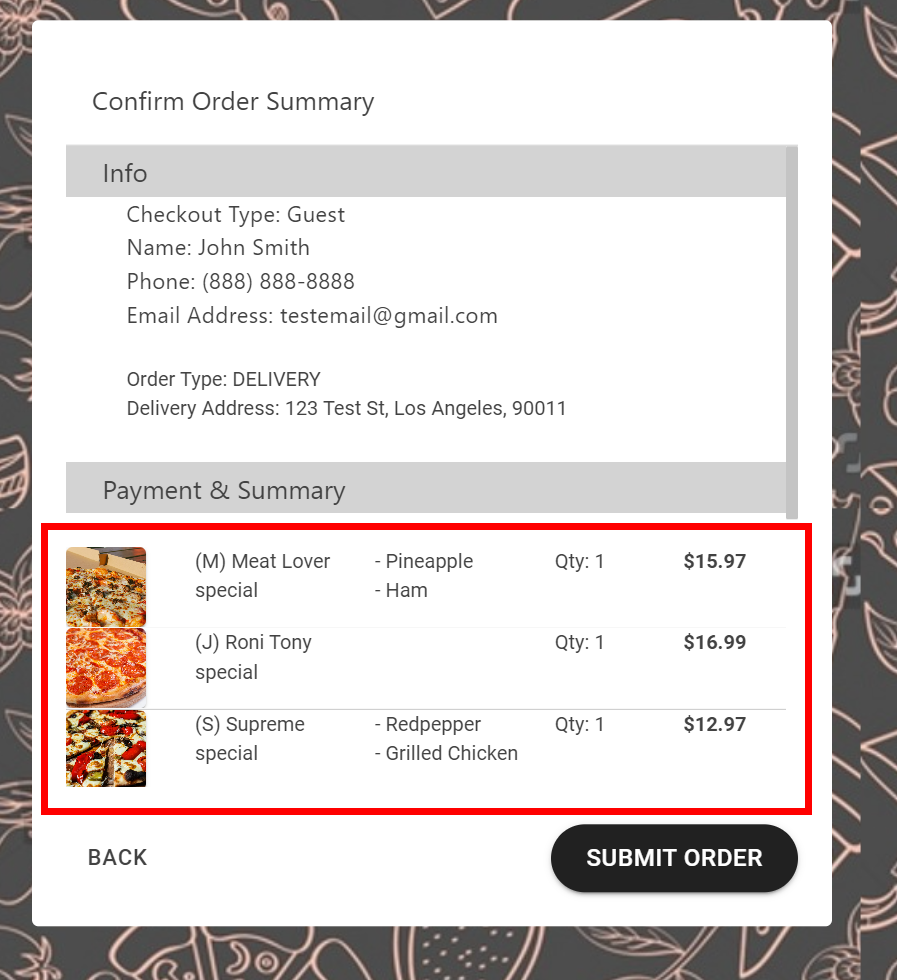 Confirm Order Summary
Info
Checkout Type: Guest
Name: John Smith
Phone: (888) 888-8888
Email Address: testemail@gmail.com
Order Type: DELIVERY
Delivery Address: 123 Test St, Los Angeles, 90011
Payment & Summary
(M) Meat Lover - Pineapple Qty: 1 $15.97
special - Ham
(J) Roni Tony Qty: 1 $16.99
special
(S) Supreme - Redpepper Qty: 1 $12.97
special - Grilled Chicken
BACK SUBMIT ORDER